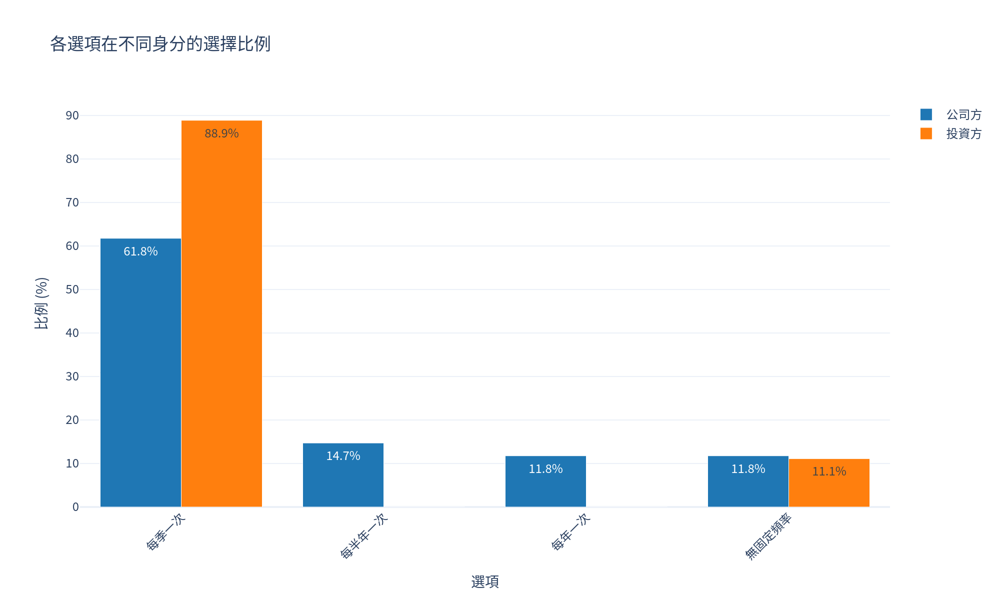 各選項在不同身分的選擇比例
公司方
投資方
比例 (%)
90
80
70
60
50
40
30
20
10
0
61.8%
88.9%
14.7%
11.8%
11.8%
11.1%
每季一次
每半年一次
每年一次
無固定頻率
選項